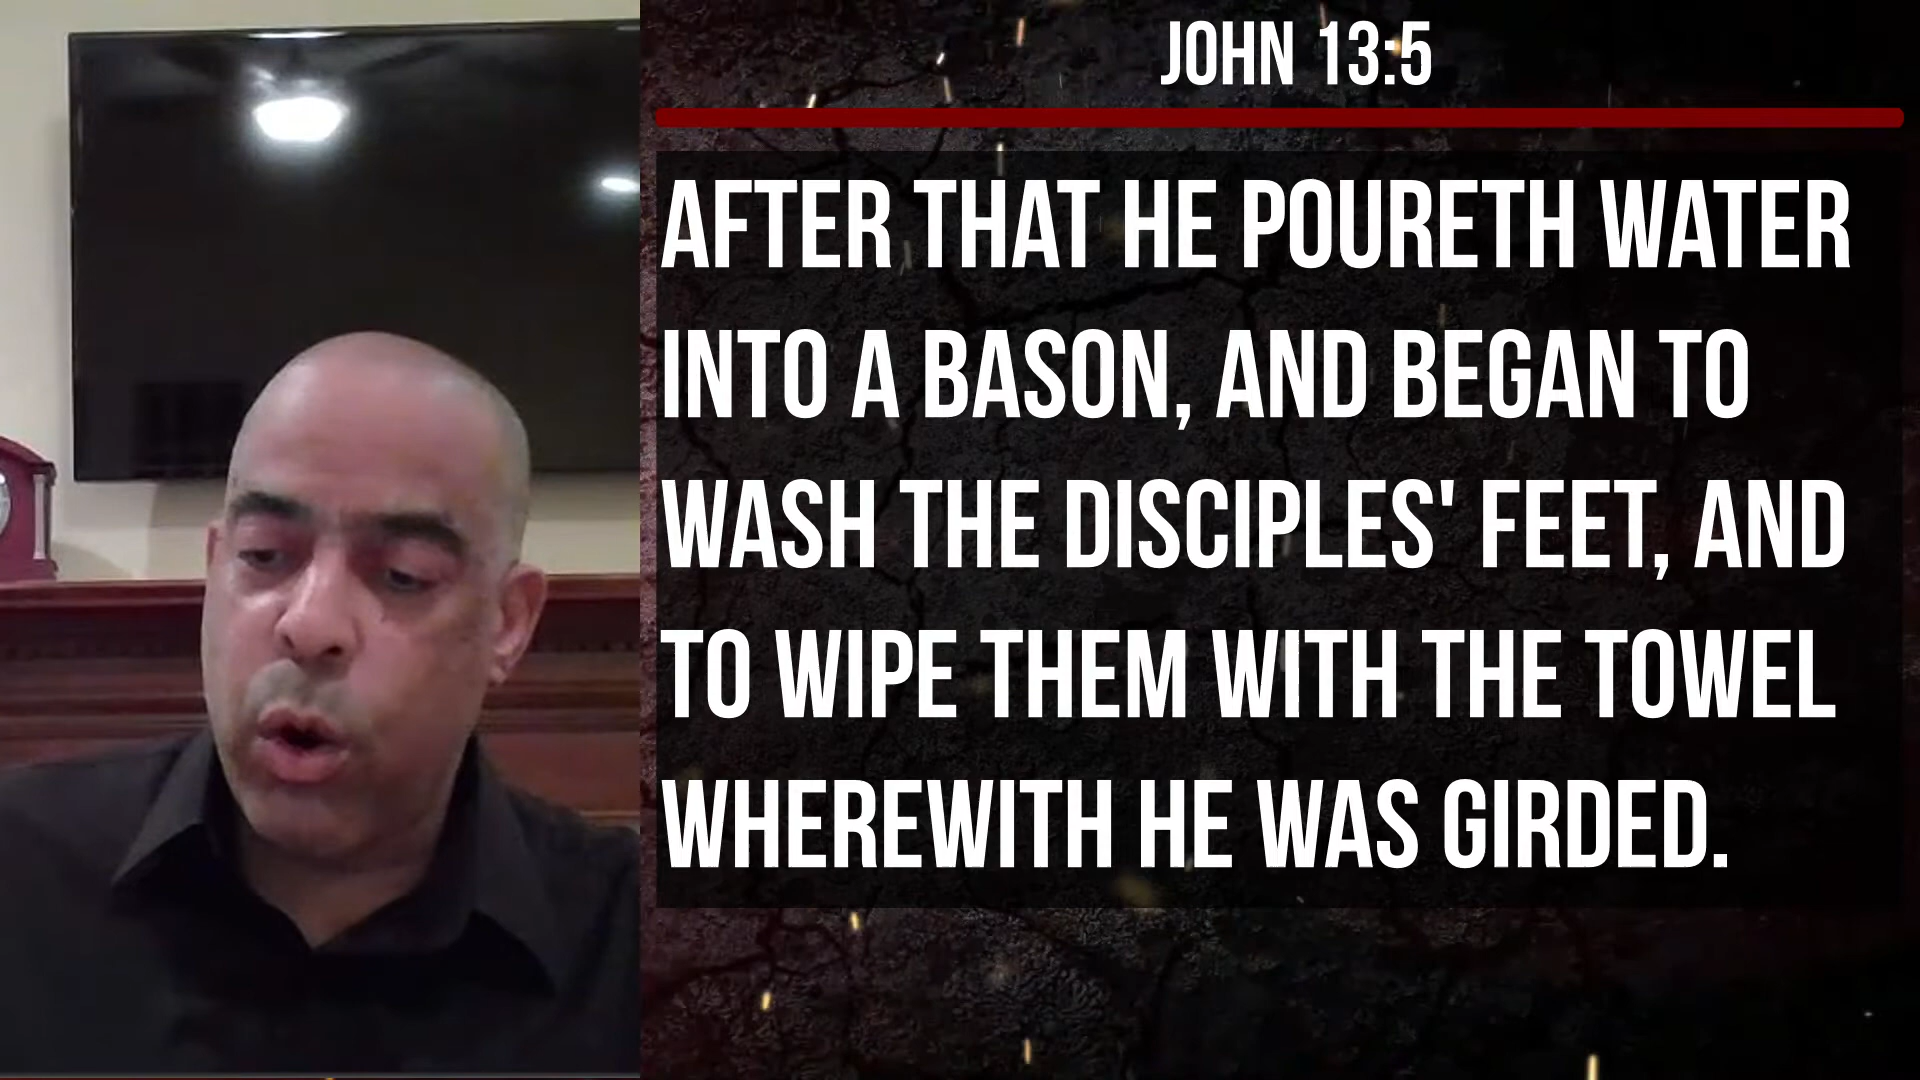 JOHN 13:5
AFTER THAT HE POURETH WATER
INTO A BASON, AND BEGAN TO
WASH THE DISCIPLES' FEET, AND
TO WIPE THEM WITH THE TOWEL
WHEREWITH HE WAS GIRDED.